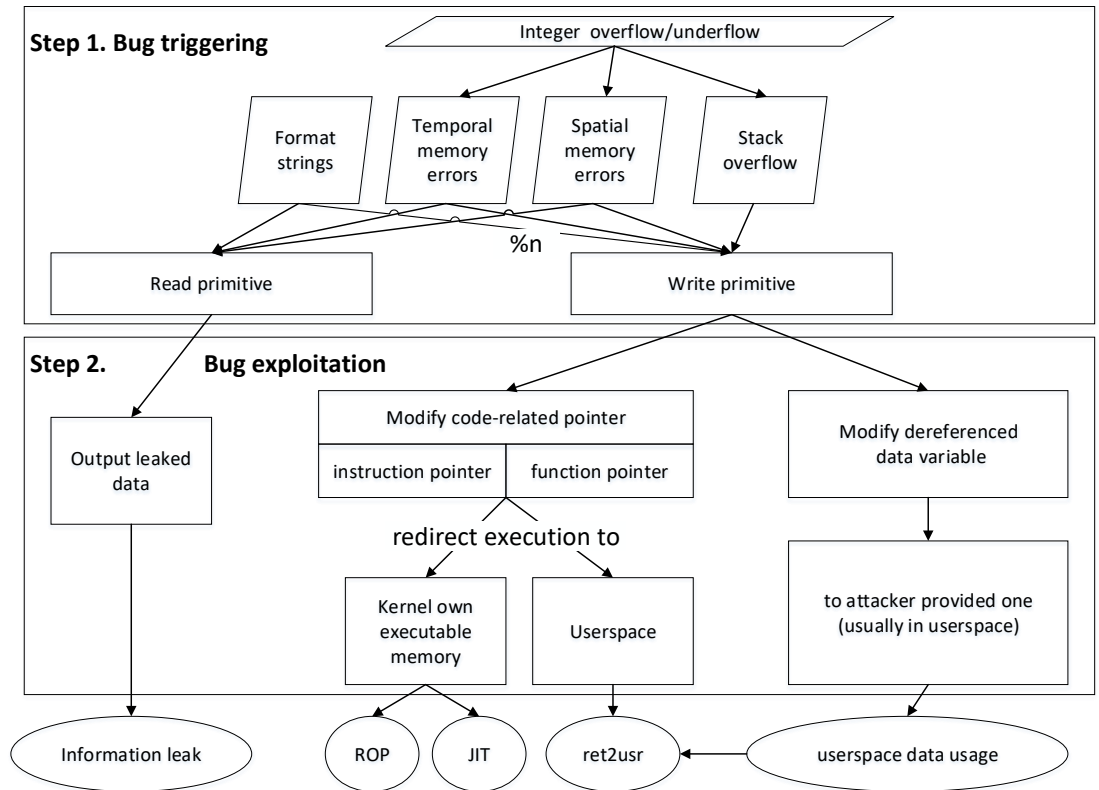 Step 1. Bug triggering
Integer overflow/underflow
Format
strings
Temporal
memory
errors
Spatial
memory
errors
Stack
overflow
%n
Read primitive
Write primitive
Step 2. Bug exploitation
Output leaked
data
Modify code-related pointer
instruction pointer
function pointer
Modify dereferenced
data variable
redirect execution to
Kernel own
executable
memory
Userspace
to attacker provided one
(usually in userspace)
Information leak
ROP
JIT
ret2usr
userspace data usage